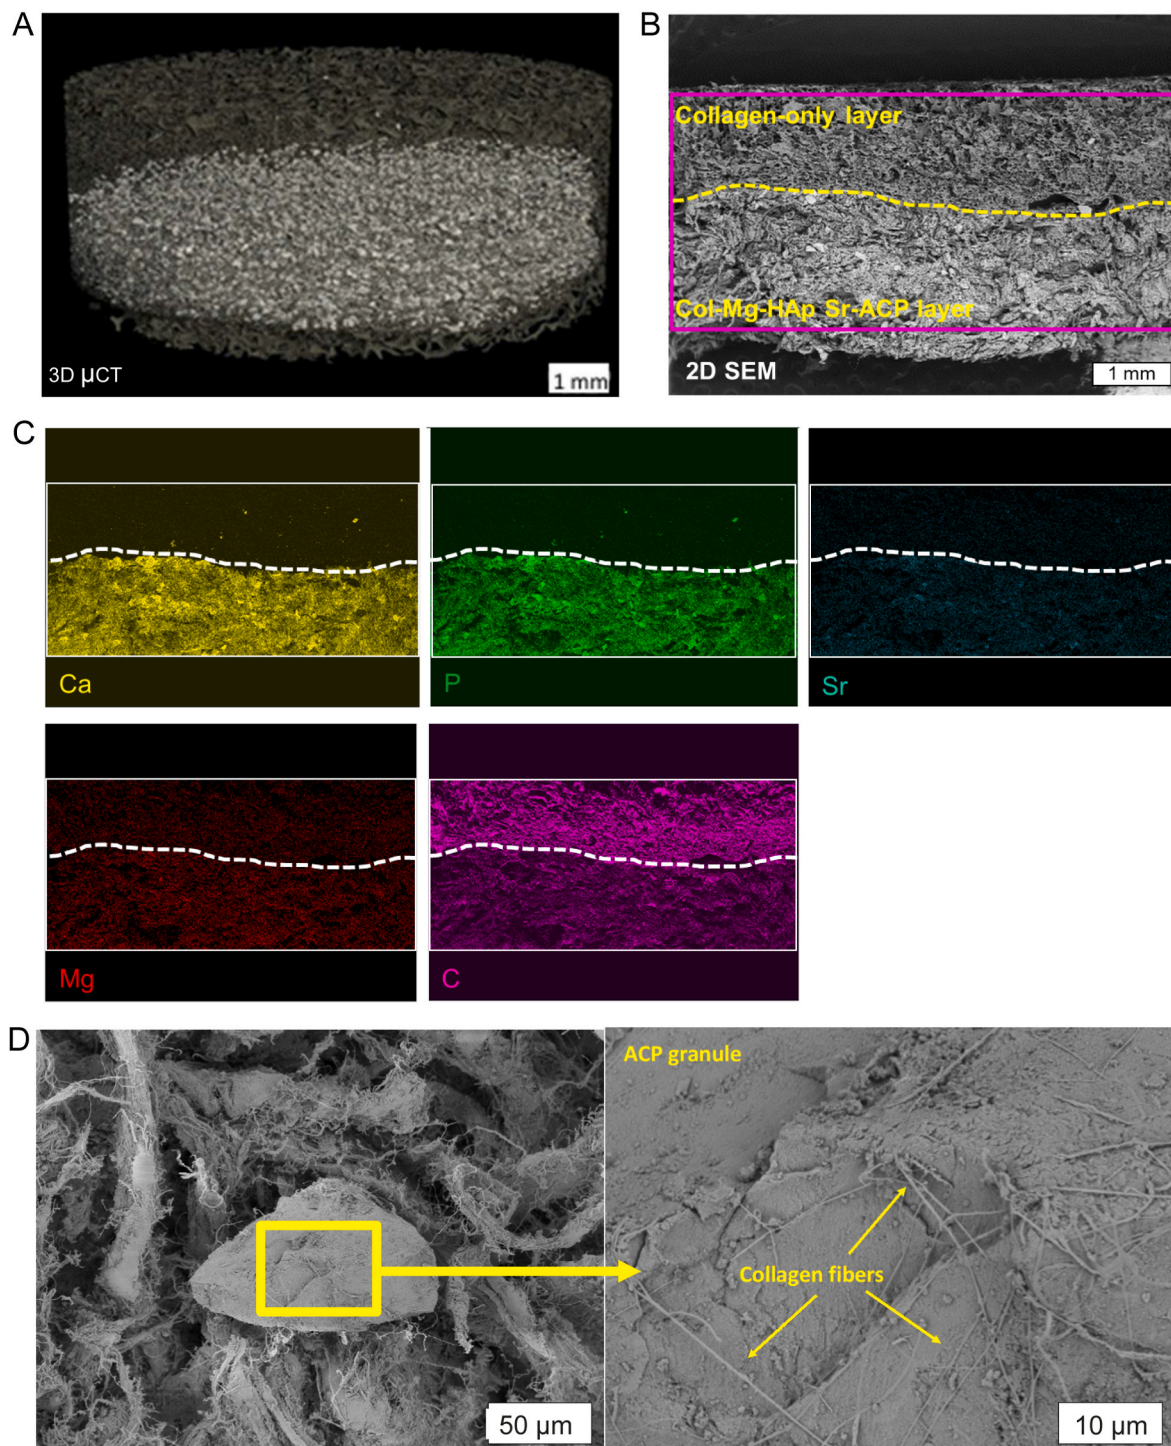 A
3D µCT
1 mm
B
Collagen-only layer
Col-Mg-HAp Sr-ACP layer
2D SEM
1 mm
C
Ca
P
Sr
Mg
C
D
50 µm
ACP granule
Collagen fibers
10 µm